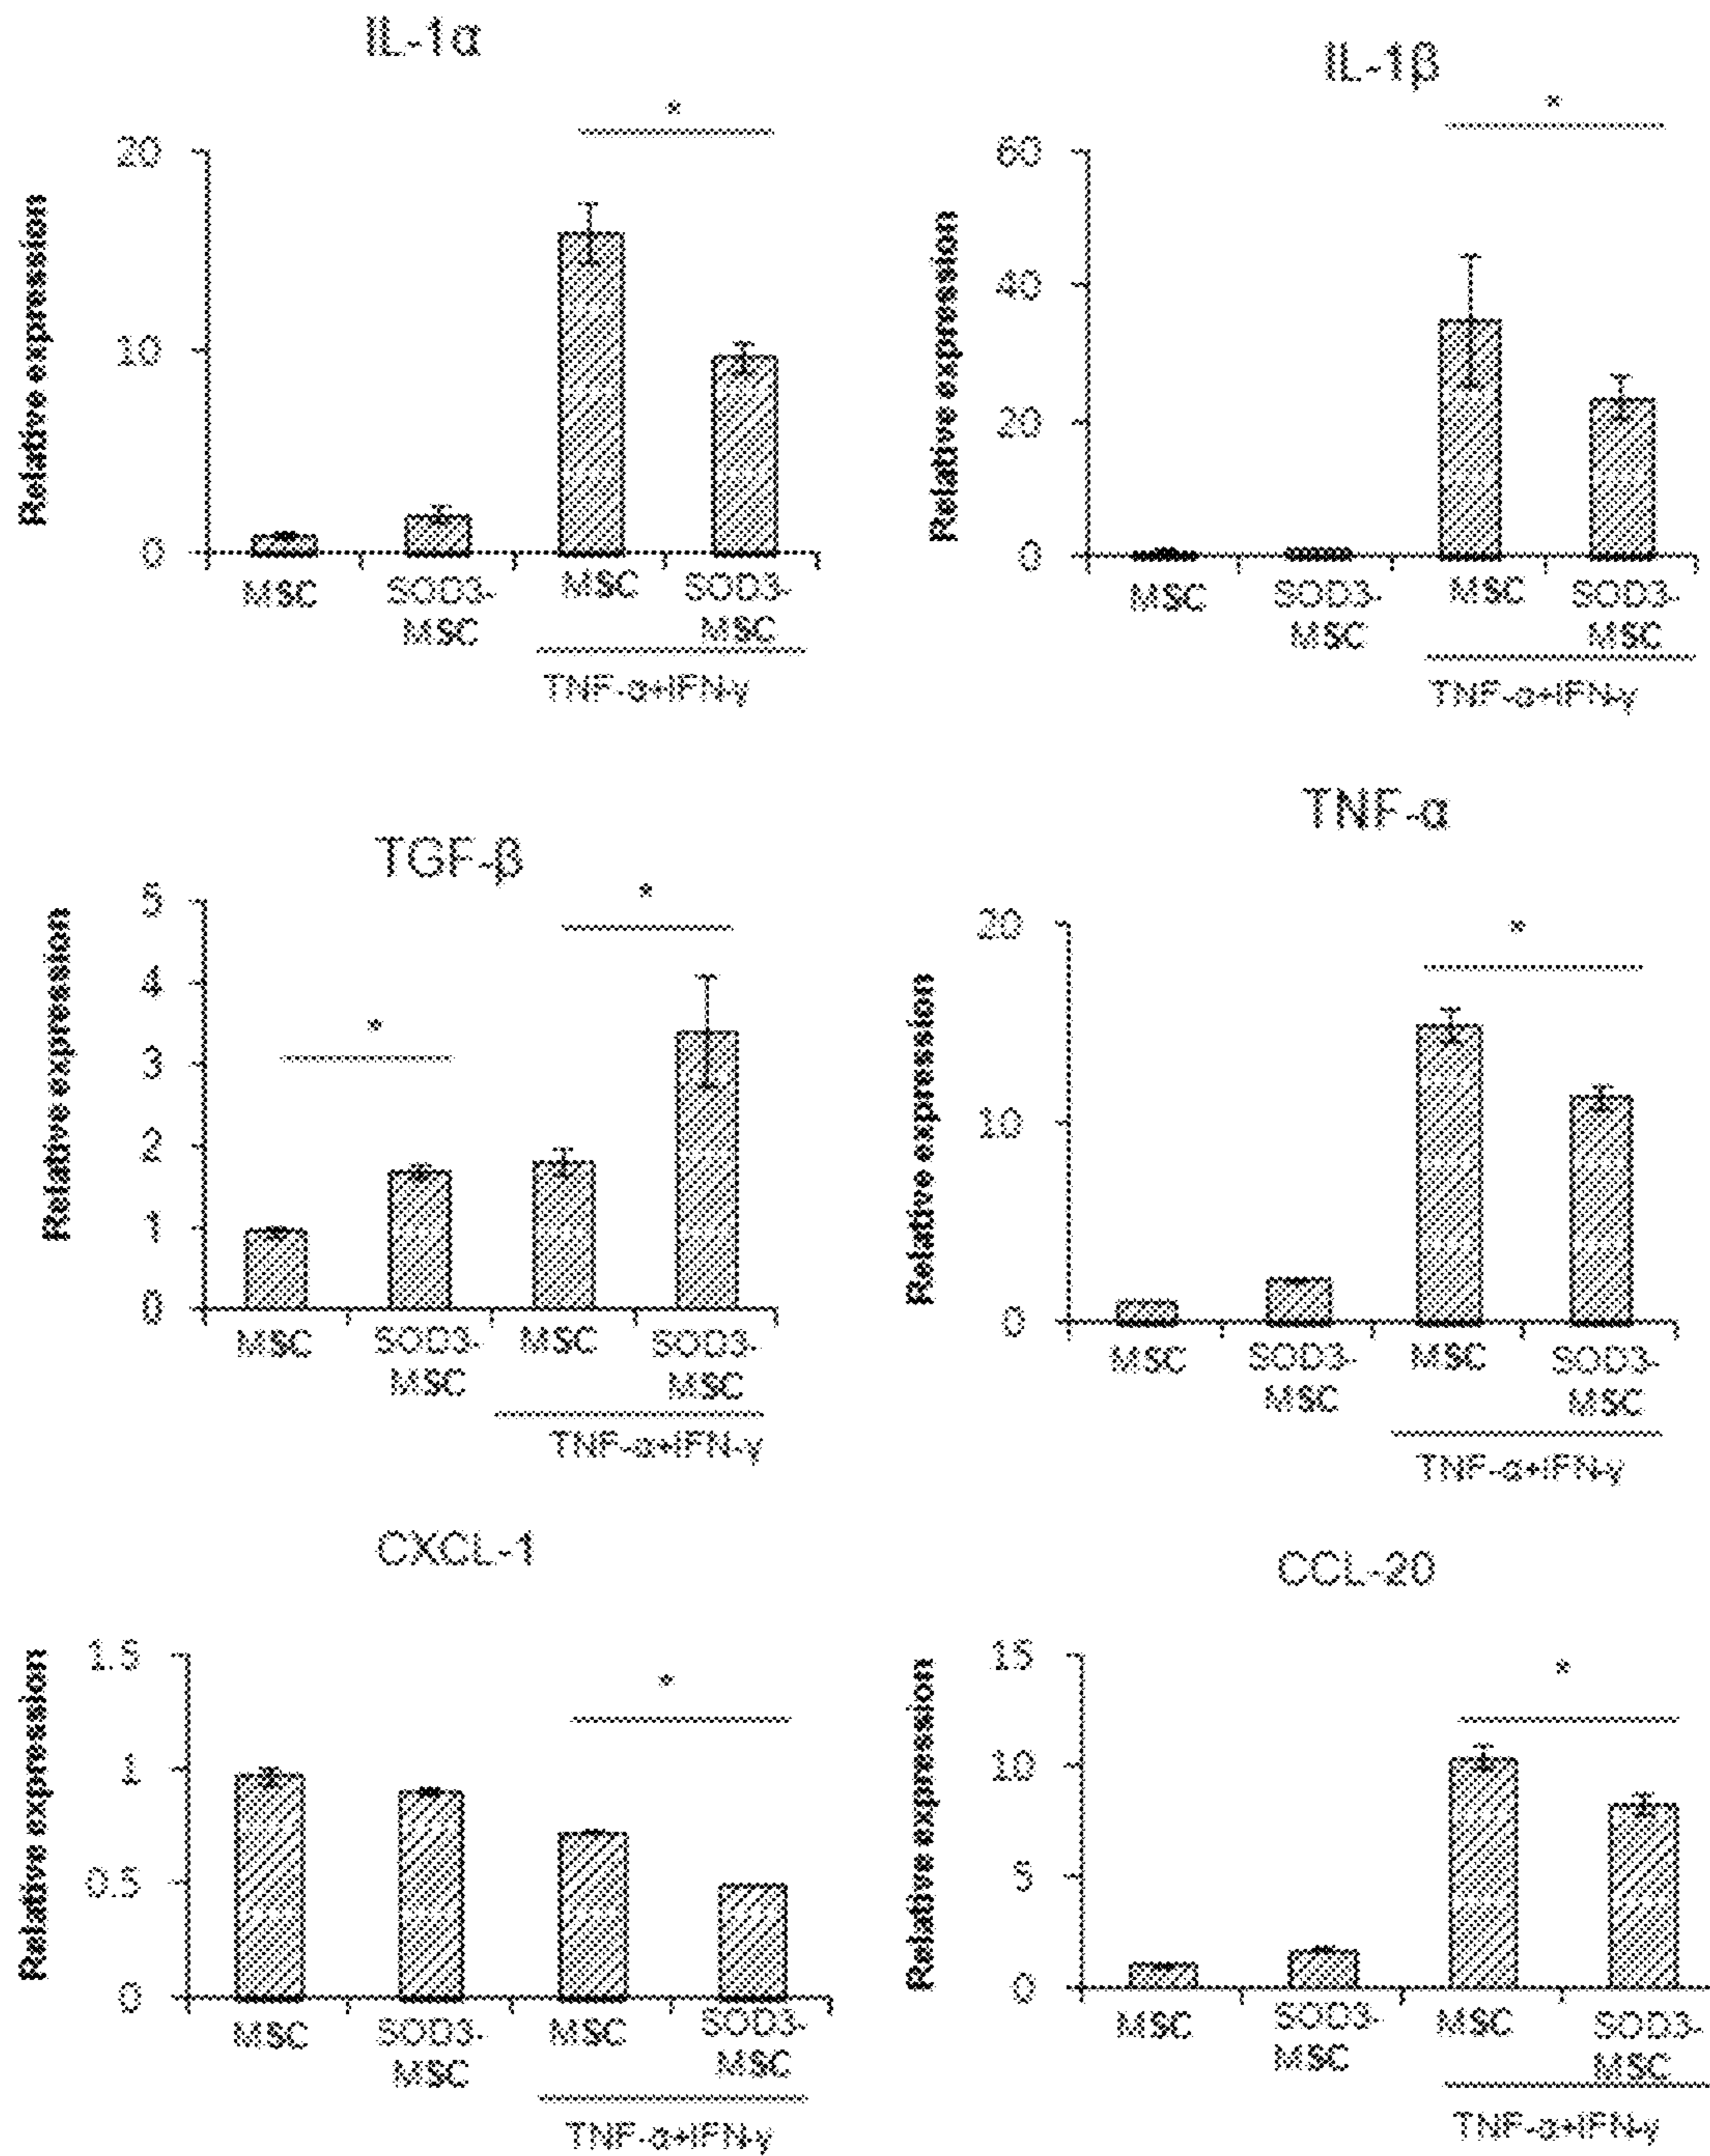 IL-1α
*
20
10
0
Relative expression
MSC
SOD3-
MSC
MSC
SOD3-
MSC
TNF-α+IFN-γ
IL-1β
*
60
40
20
0
Relative expression
MSC
SOD3-
MSC
MSC
SOD3-
MSC
TNF-α+IFN-γ
TGF-β
*
*
5
4
3
2
1
0
Relative expression
MSC
SOD3-
MSC
MSC
SOD3-
MSC
TNF-α+IFN-γ
TNF-α
*
20
10
0
Relative expression
MSC
SOD3-
MSC
MSC
SOD3-
MSC
TNF-α+IFN-γ
CXCL-1
*
1.5
1
0.5
0
Relative expression
MSC
SOD3-
MSC
MSC
SOD3-
MSC
TNF-α+IFN-γ
CCL-20
*
15
10
5
0
Relative expression
MSC
SOD3-
MSC
MSC
SOD3-
MSC
TNF-α+IFN-γ